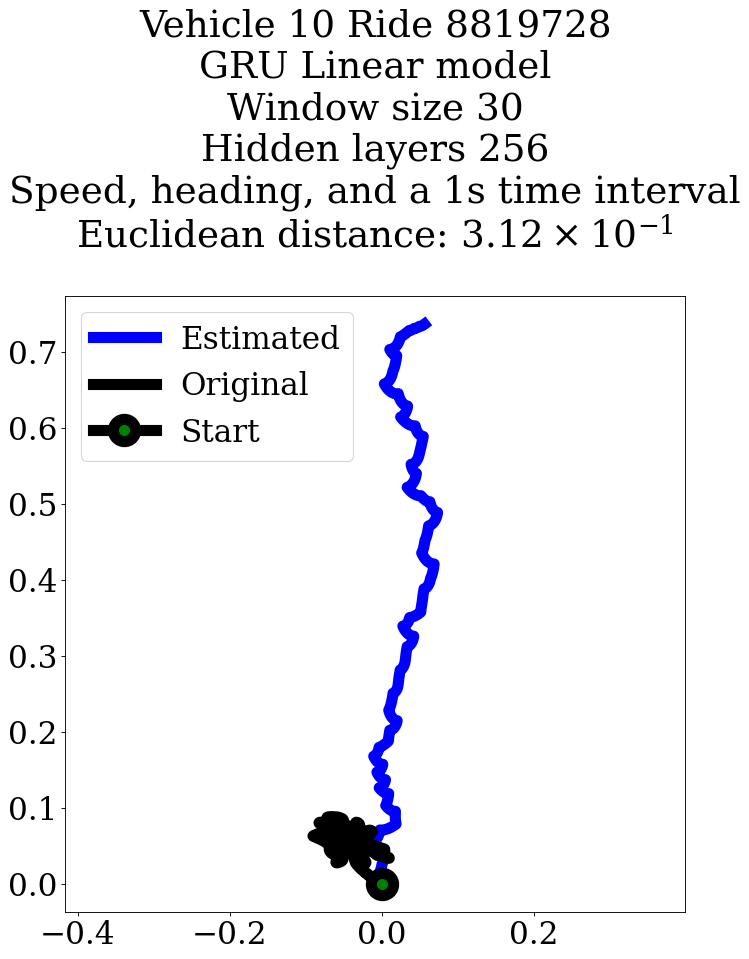 Vehicle 10 Ride 8819728
GRU Linear model
Window size 30
Hidden layers 256
Speed, heading, and a 1s time interval
Euclidean distance: 3.12 × 10⁻¹
Estimated
Original
Start
0.7
0.6
0.5
0.4
0.3
0.2
0.1
0.0
−0.4 −0.2 0.0 0.2